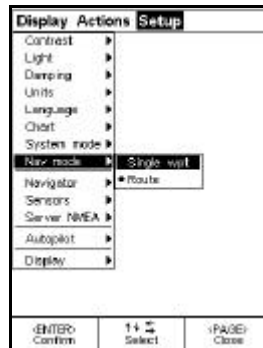 Display Actions Setup
Contrast
Light
Damping
Units
Language
Chart
System mode
Nav mode
Single wpt
Route
Navigator
Sensors
Server NMEA
Autopilot
Display
<ENTER> Select <PAGE>
Confirm Close